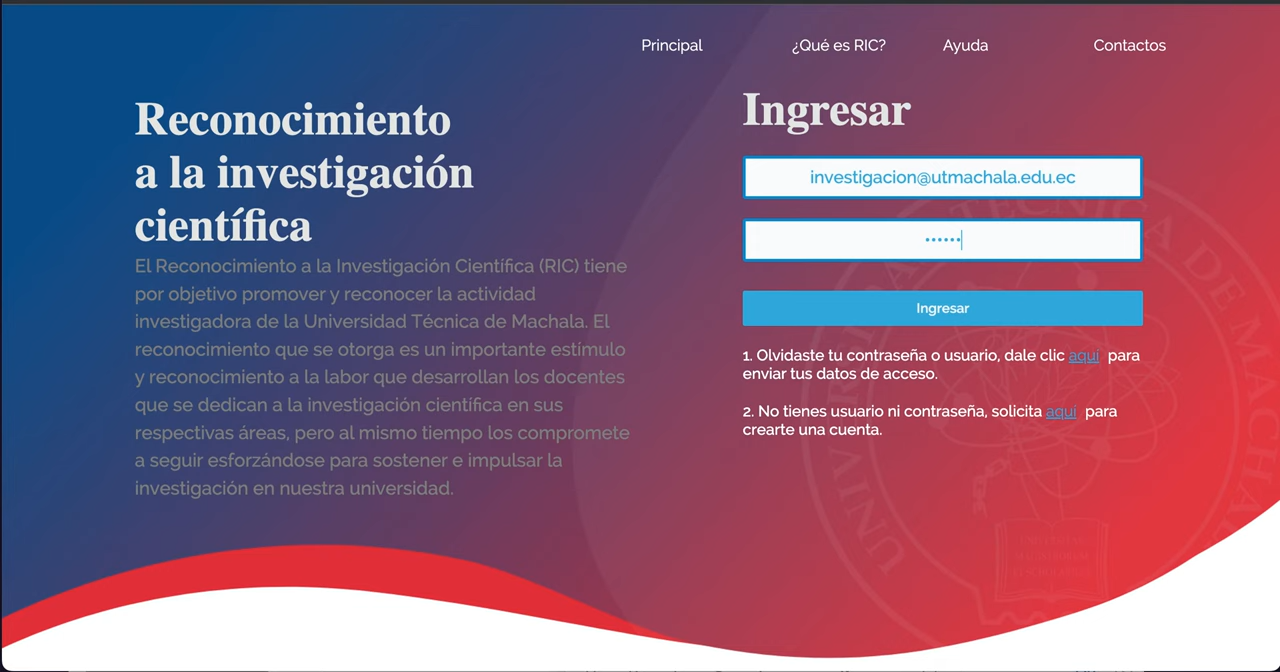 Principal
¿Qué es RIC?
Ayuda
Contactos
Reconocimiento
a la investigación
científica
El Reconocimiento a la Investigación Científica (RIC) tiene
por objetivo promover y reconocer la actividad
investigadora de la Universidad Técnica de Machala. El
reconocimiento que se otorga es un importante estímulo
y reconocimiento a la labor que desarrollan los docentes
que se dedican a la investigación científica en sus
respectivas áreas, pero al mismo tiempo los compromete
a seguir esforzándose para sostener e impulsar la
investigación en nuestra universidad.
Ingresar
investigacion@utmachala.edu.ec
••••••
Ingresar
1. Olvidaste tu contraseña o usuario, dale clic aquí para
enviar tus datos de acceso.
2. No tienes usuario ni contraseña, solicita aquí para
crearte una cuenta.